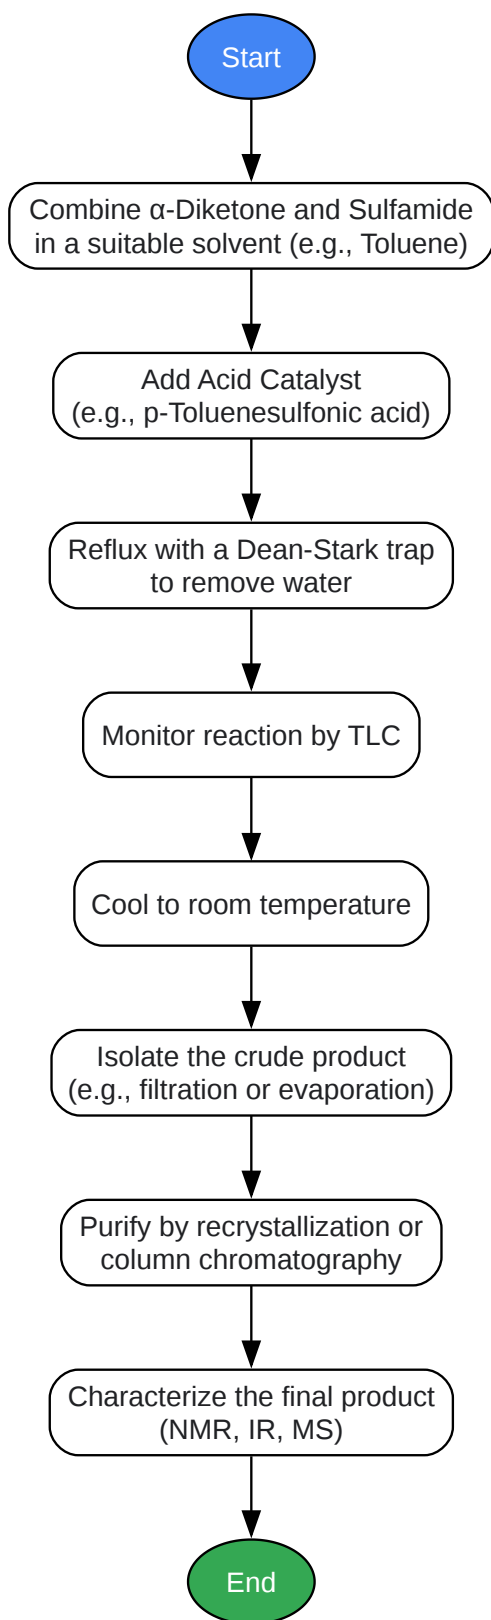 Start
Combine α-Diketone and Sulfamide
in a suitable solvent (e.g., Toluene)
Add Acid Catalyst
(e.g., p-Toluenesulfonic acid)
Reflux with a Dean-Stark trap
to remove water
Monitor reaction by TLC
Cool to room temperature
Isolate the crude product
(e.g., filtration or evaporation)
Purify by recrystallization or
column chromatography
Characterize the final product
(NMR, IR, MS)
End